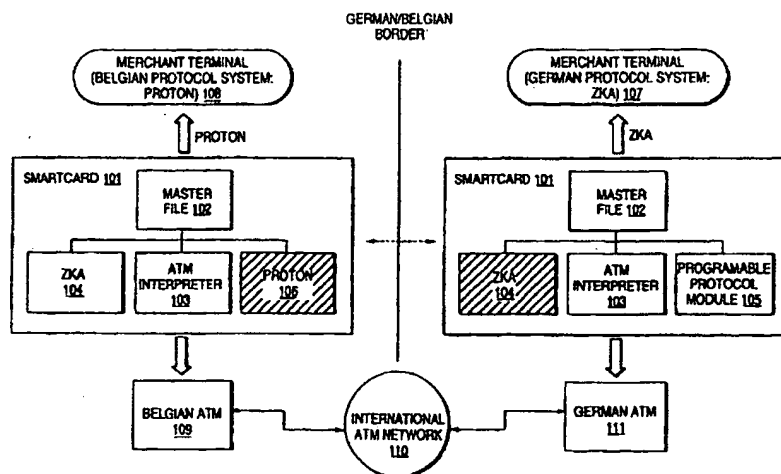 GERMAN/BELGIAN
BORDER
MERCHANT TERMINAL
(BELGIAN PROTOCOL SYSTEM:
PROTON) 108
MERCHANT TERMINAL
(GERMAN PROTOCOL SYSTEM:
ZKA) 107
PROTON
ZKA
SMARTCARD 101
MASTER
FILE 102
ZKA
104
ATM
INTERPRETER
103
PROTON
106
SMARTCARD 101
MASTER
FILE 102
ZKA
104
ATM
INTERPRETER
103
PROGRAMABLE
PROTOCOL
MODULE 105
BELGIAN ATM
109
INTERNATIONAL
ATM NETWORK
110
GERMAN ATM
111